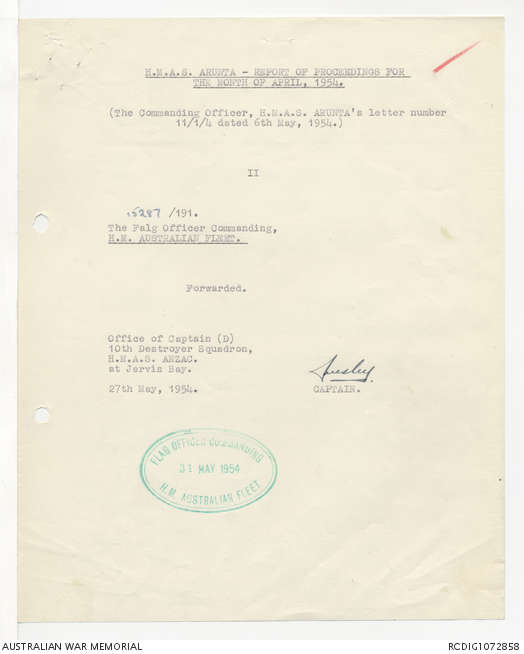 H.M.A.S. ARUNTA - REPORT OF PROCEEDINGS FOR
THE MONTH OF APRIL, 1954.
(The Commanding Officer, H.M.A.S. ARUNTA's letter number
11/1/4 dated 6th May, 1954.)
II
15287 /191.
The Falg Officer Commanding,
H.M. AUSTRALIAN FLEET.
Forwarded.
Office of Captain (D)
10th Destroyer Squadron,
H.M.A.S. ANZAC.
at Jervis Bay.
27th May, 1954.
CAPTAIN.
FLAG OFFICER COMMANDING
31 MAY 1954
H.M. AUSTRALIAN FLEET
AUSTRALIAN WAR MEMORIAL
RCDIG1072858